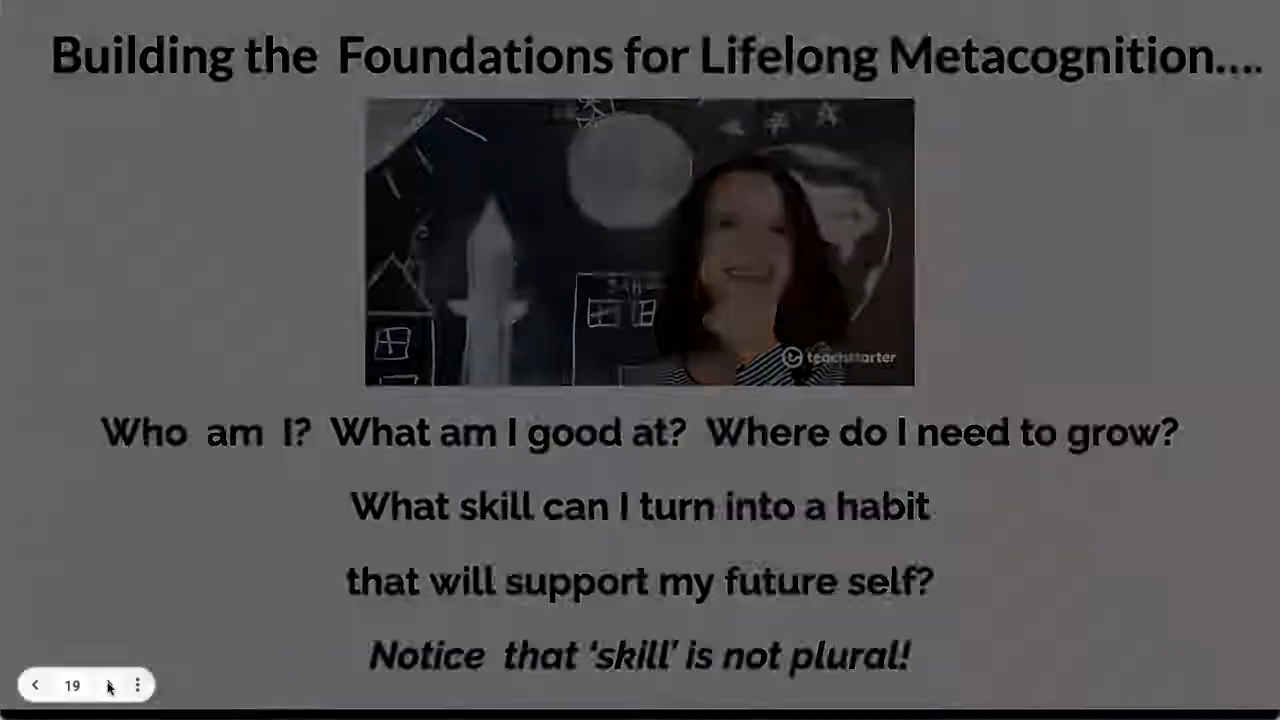 Building the Foundations for Lifelong Metacognition....
teachstarter
Who am I? What am I good at? Where do I need to grow?
What skill can I turn into a habit
that will support my future self?
Notice that ‘skill’ is not plural!
19